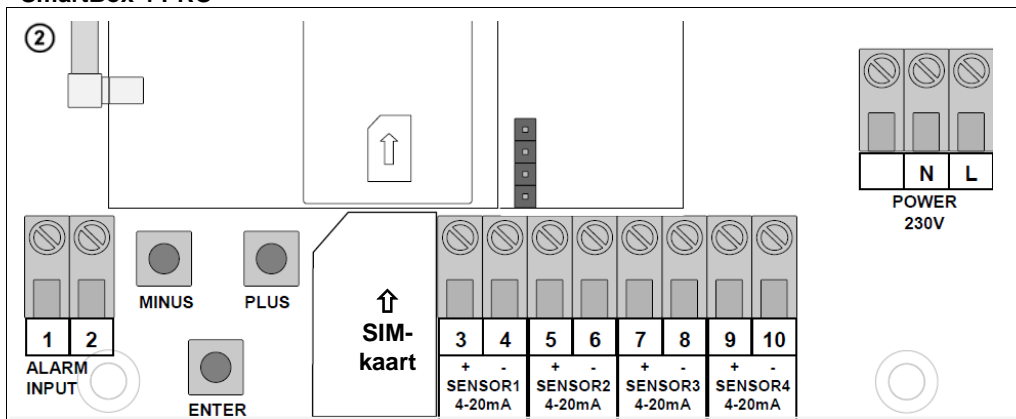 ②
N L
POWER
230V
MINUS PLUS
⇧
SIM-
kaart
1 2
ALARM
INPUT
ENTER
3 4 5 6 7 8 9 10
+ - + - + - + -
SENSOR1 SENSOR2 SENSOR3 SENSOR4
4-20mA 4-20mA 4-20mA 4-20mA